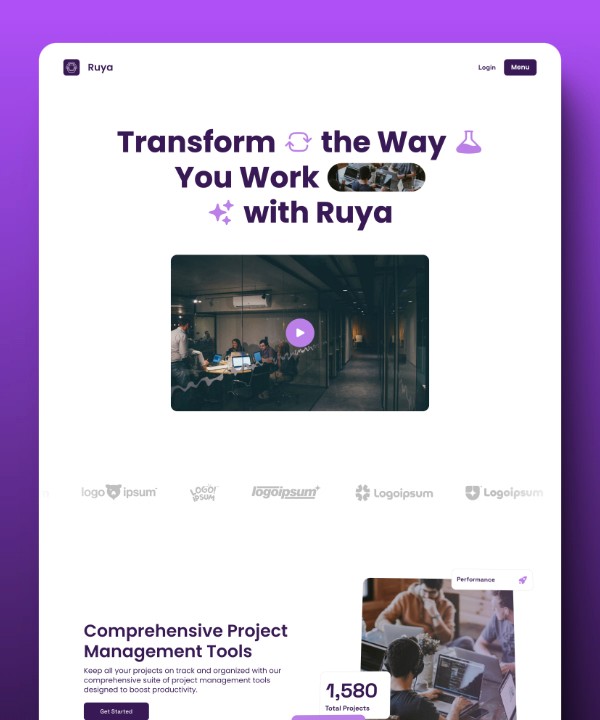 Ruya
Login
Menu
Transform the Way
You Work
with Ruya
logo ipsum
LOGO! IPSUM
logoipsum
Logoipsum
Logoipsum
Performance
Comprehensive Project
Management Tools
Keep all your projects on track and organized with our
comprehensive suite of project management tools
designed to boost productivity.
1,580
Total Projects
Get Started